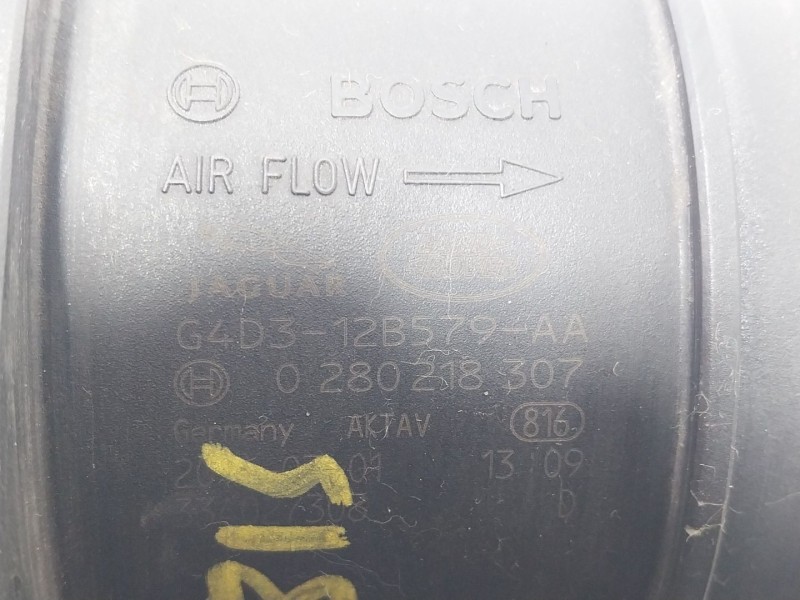 BOSCH
AIR FLOW
JAGUAR
G4D3-12B579-AA
0 280 218 307
Germany AKTAV 816
13 09
D